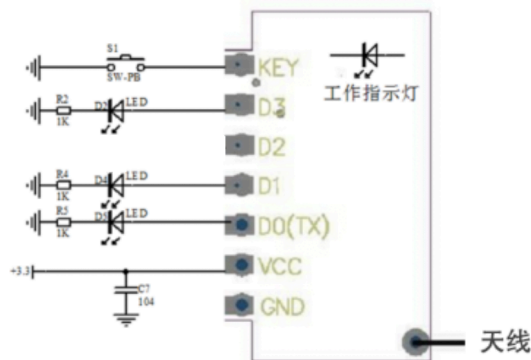 S1
SW-PB
KEY
工作指示灯
R2
D3
LED
1K
D3
D2
R4
D4
LED
1K
D1
R5
D5
LED
1K
D0(TX)
+3.3
VCC
C7
104
GND
天线